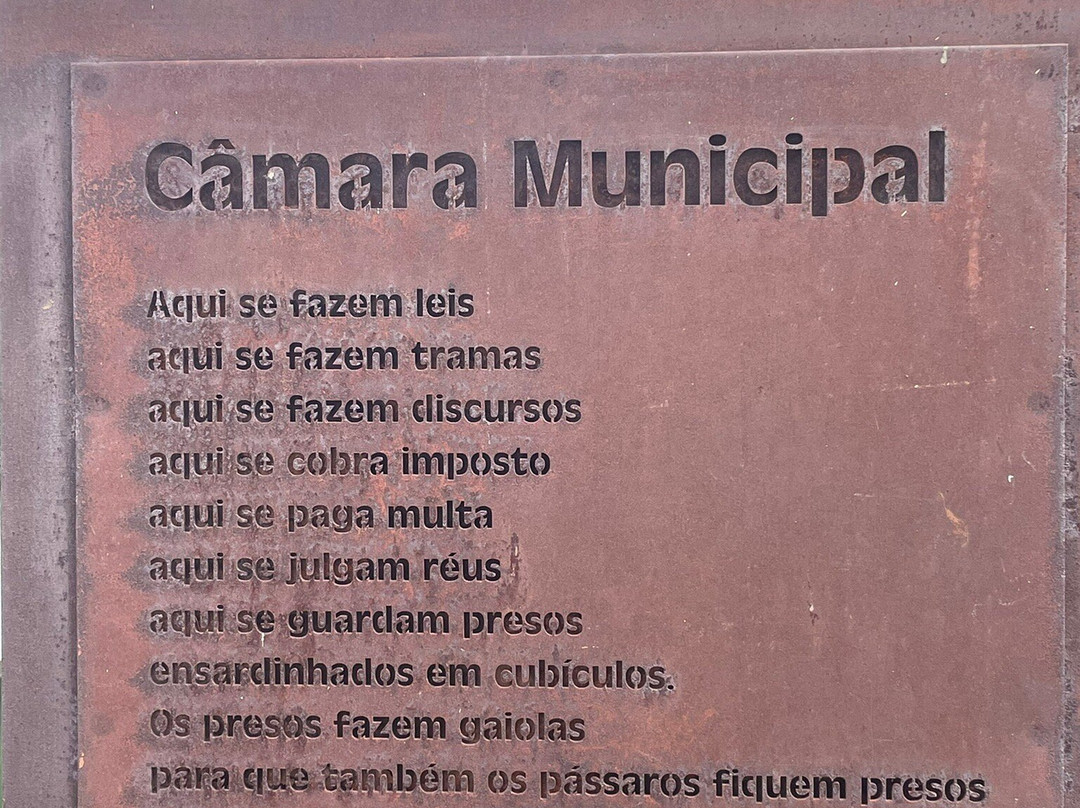 Câmara Municipal
Aqui se fazem leis
aqui se fazem tramas
aqui se fazem discursos
aqui se cobra imposto
aqui se paga multa
aqui se julgam réus
aqui se guardam presos
ensardinhados em cubículos.
Os presos fazem gaiolas
para que também os pássaros fiquem presos